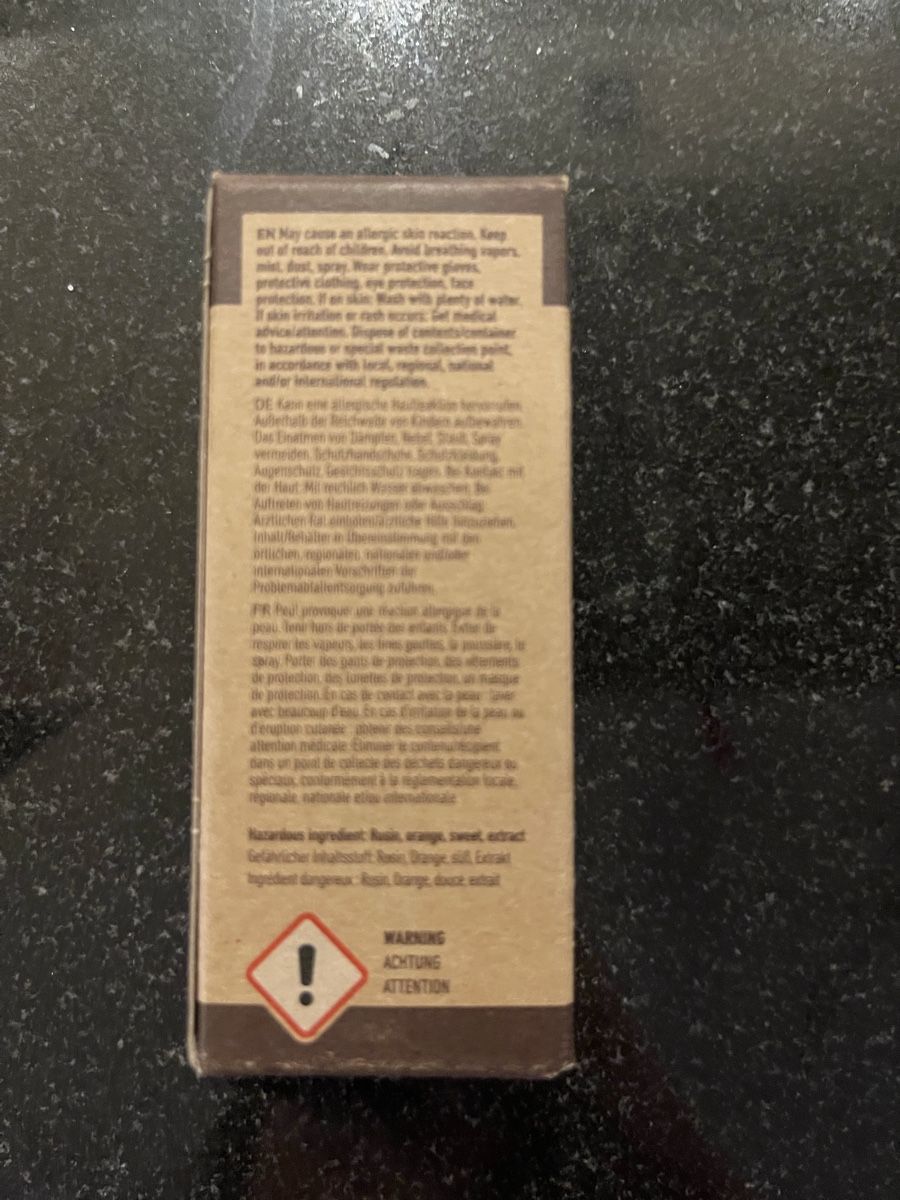 EN May cause an allergic skin reaction. Keep
out of reach of children. Avoid breathing vapors,
mist, dust, spray. Wear protective gloves,
protective clothing, eye protection, face
protection. If on skin: Wash with plenty of water.
If skin irritation or rash occurs: Get medical
advice/attention. Dispose of contents/container
to hazardous or special waste collection point,
in accordance with local, regional, national
and/or international regulation.
DE Kann eine allergische Hautreaktion hervorrufen.
Außerhalb der Reichweite von Kindern aufbewahren.
Das Einatmen von Dämpfen, Nebel, Staub, Spray
vermeiden. Schutzhandschuhe, Schutzkleidung,
Augenschutz, Gesichtsschutz tragen. Bei Kontakt mit
der Haut: Mit reichlich Wasser abwaschen. Bei
Auftreten von Hautreizungen oder Ausschlag:
Ärztlichen Rat einholen/ärztliche Hilfe hinzuziehen.
Inhalt/Behälter in Übereinstimmung mit den
örtlichen, regionalen, nationalen und/oder
internationalen Vorschriften der
Problemabfallentsorgung zuführen.
FR Peut provoquer une réaction allergique de la
peau. Tenir hors de portée des enfants. Éviter de
respirer les vapeurs, les fines gouttes, la poussière, le
spray. Porter des gants de protection, des vêtements
de protection, des lunettes de protection, un masque
de protection. En cas de contact avec la peau : laver
avec beaucoup d'eau. En cas d'irritation de la peau ou
d'éruption cutanée : obtenir des conseils/une
attention médicale. Éliminer le contenu/récipient
dans un point de collecte des déchets dangereux ou
spéciaux, conformément à la réglementation locale,
régionale, nationale et/ou internationale.
Hazardous ingredient: Rosin, orange, sweet, extract
Gefährlicher Inhaltsstoff: Rosin, Orange, süß, Extrakt
Ingrédient dangereux : Rosin, Orange, douce, extrait
WARNING
ACHTUNG
ATTENTION